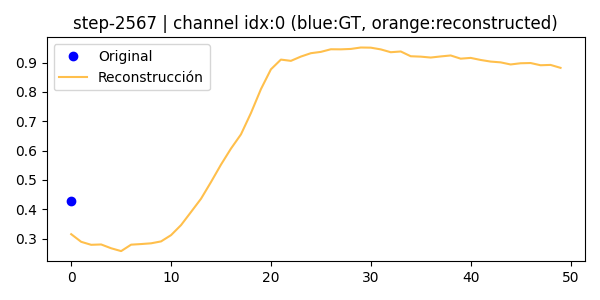 step-2567 | channel idx:0 (blue:GT, orange:reconstructed)
Original
Reconstrucción
0.9
0.8
0.7
0.6
0.5
0.4
0.3
0 10 20 30 40 50